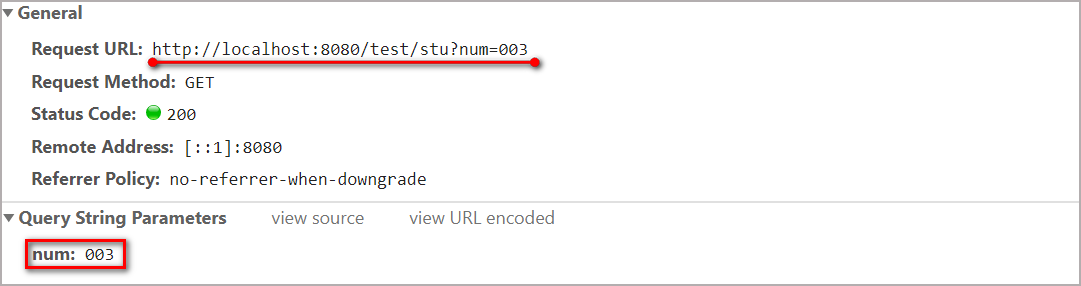 General
Request URL: http://localhost:8080/test/stu?num=003
Request Method: GET
Status Code: 200
Remote Address: [::1]:8080
Referrer Policy: no-referrer-when-downgrade
Query String Parameters view source view URL encoded
num: 003